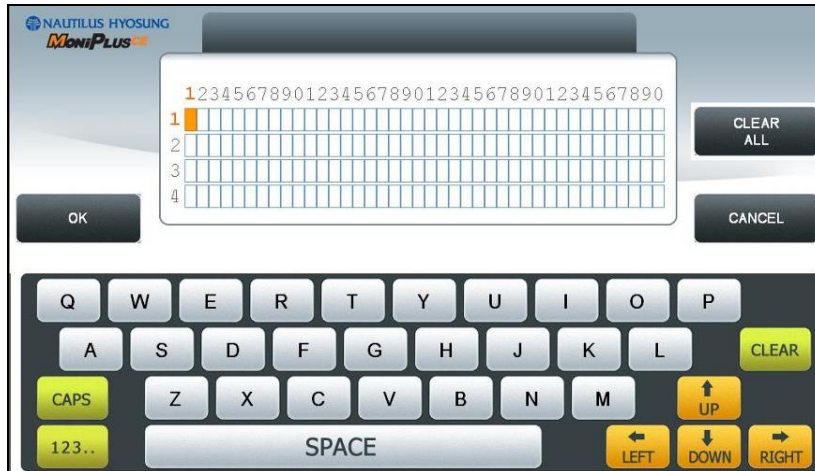 NAUTILUS HYOSUNG
MoniPlusCE
1234567890123456789012345678901234567890
1
2
3
4
CLEAR
ALL
OK
CANCEL
Q W E R T Y U I O P
A S D F G H J K L CLEAR
CAPS Z X C V B N M UP
123.. SPACE LEFT DOWN RIGHT